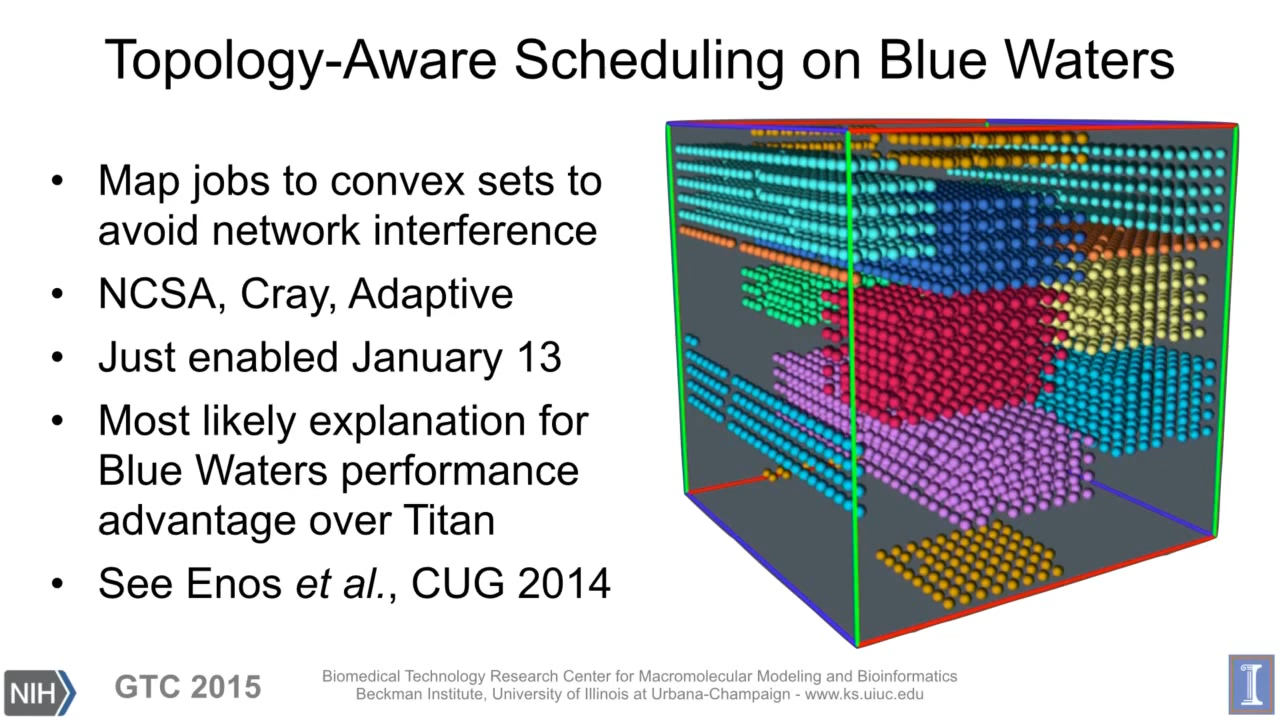 Topology-Aware Scheduling on Blue Waters
• Map jobs to convex sets to
avoid network interference
• NCSA, Cray, Adaptive
• Just enabled January 13
• Most likely explanation for
Blue Waters performance
advantage over Titan
• See Enos et al., CUG 2014
NIH
GTC 2015
Biomedical Technology Research Center for Macromolecular Modeling and Bioinformatics
Beckman Institute, University of Illinois at Urbana-Champaign - www.ks.uiuc.edu
I